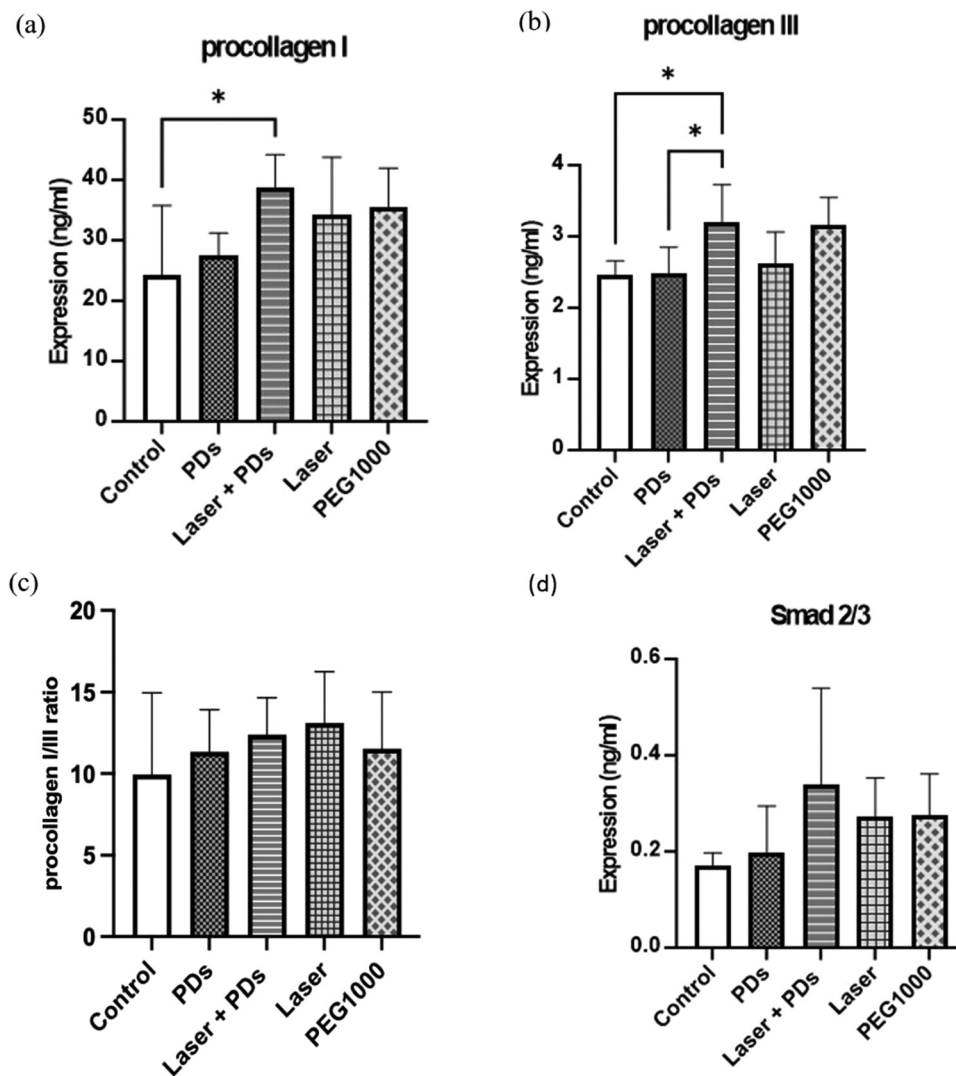 (a)
procollagen I
*
Expression (ng/ml)
50
40
30
20
10
0
Control
PDs
Laser + PDs
Laser
PEG1000
(b)
procollagen III
*
*
Expression (ng/ml)
4
3
2
1
0
Control
PDs
Laser + PDs
Laser
PEG1000
(c)
procollagen I/III ratio
20
15
10
5
0
Control
PDs
Laser + PDs
Laser
PEG1000
(d)
Smad 2/3
Expression (ng/ml)
0.6
0.4
0.2
0.0
Control
PDs
Laser + PDs
Laser
PEG1000